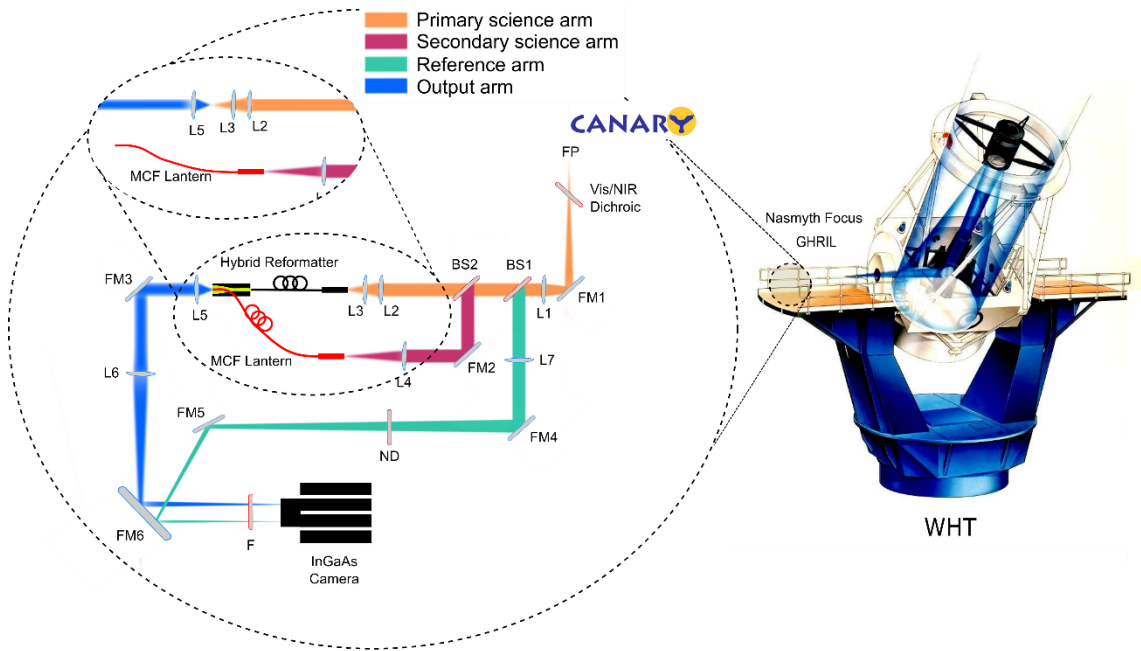 Primary science arm
Secondary science arm
Reference arm
Output arm
CANARY
L5
L3
L2
MCF Lantern
L
FP
Vis/NIR
Dichroic
Nasmyth Focus
GHRIL
Hybrid Reformatter
BS2
BS1
FM3
L5
L3
L2
L1
FM1
MCF Lantern
L4
FM2
L7
L6
FM5
ND
FM4
FM6
F
InGaAs
Camera
WHT